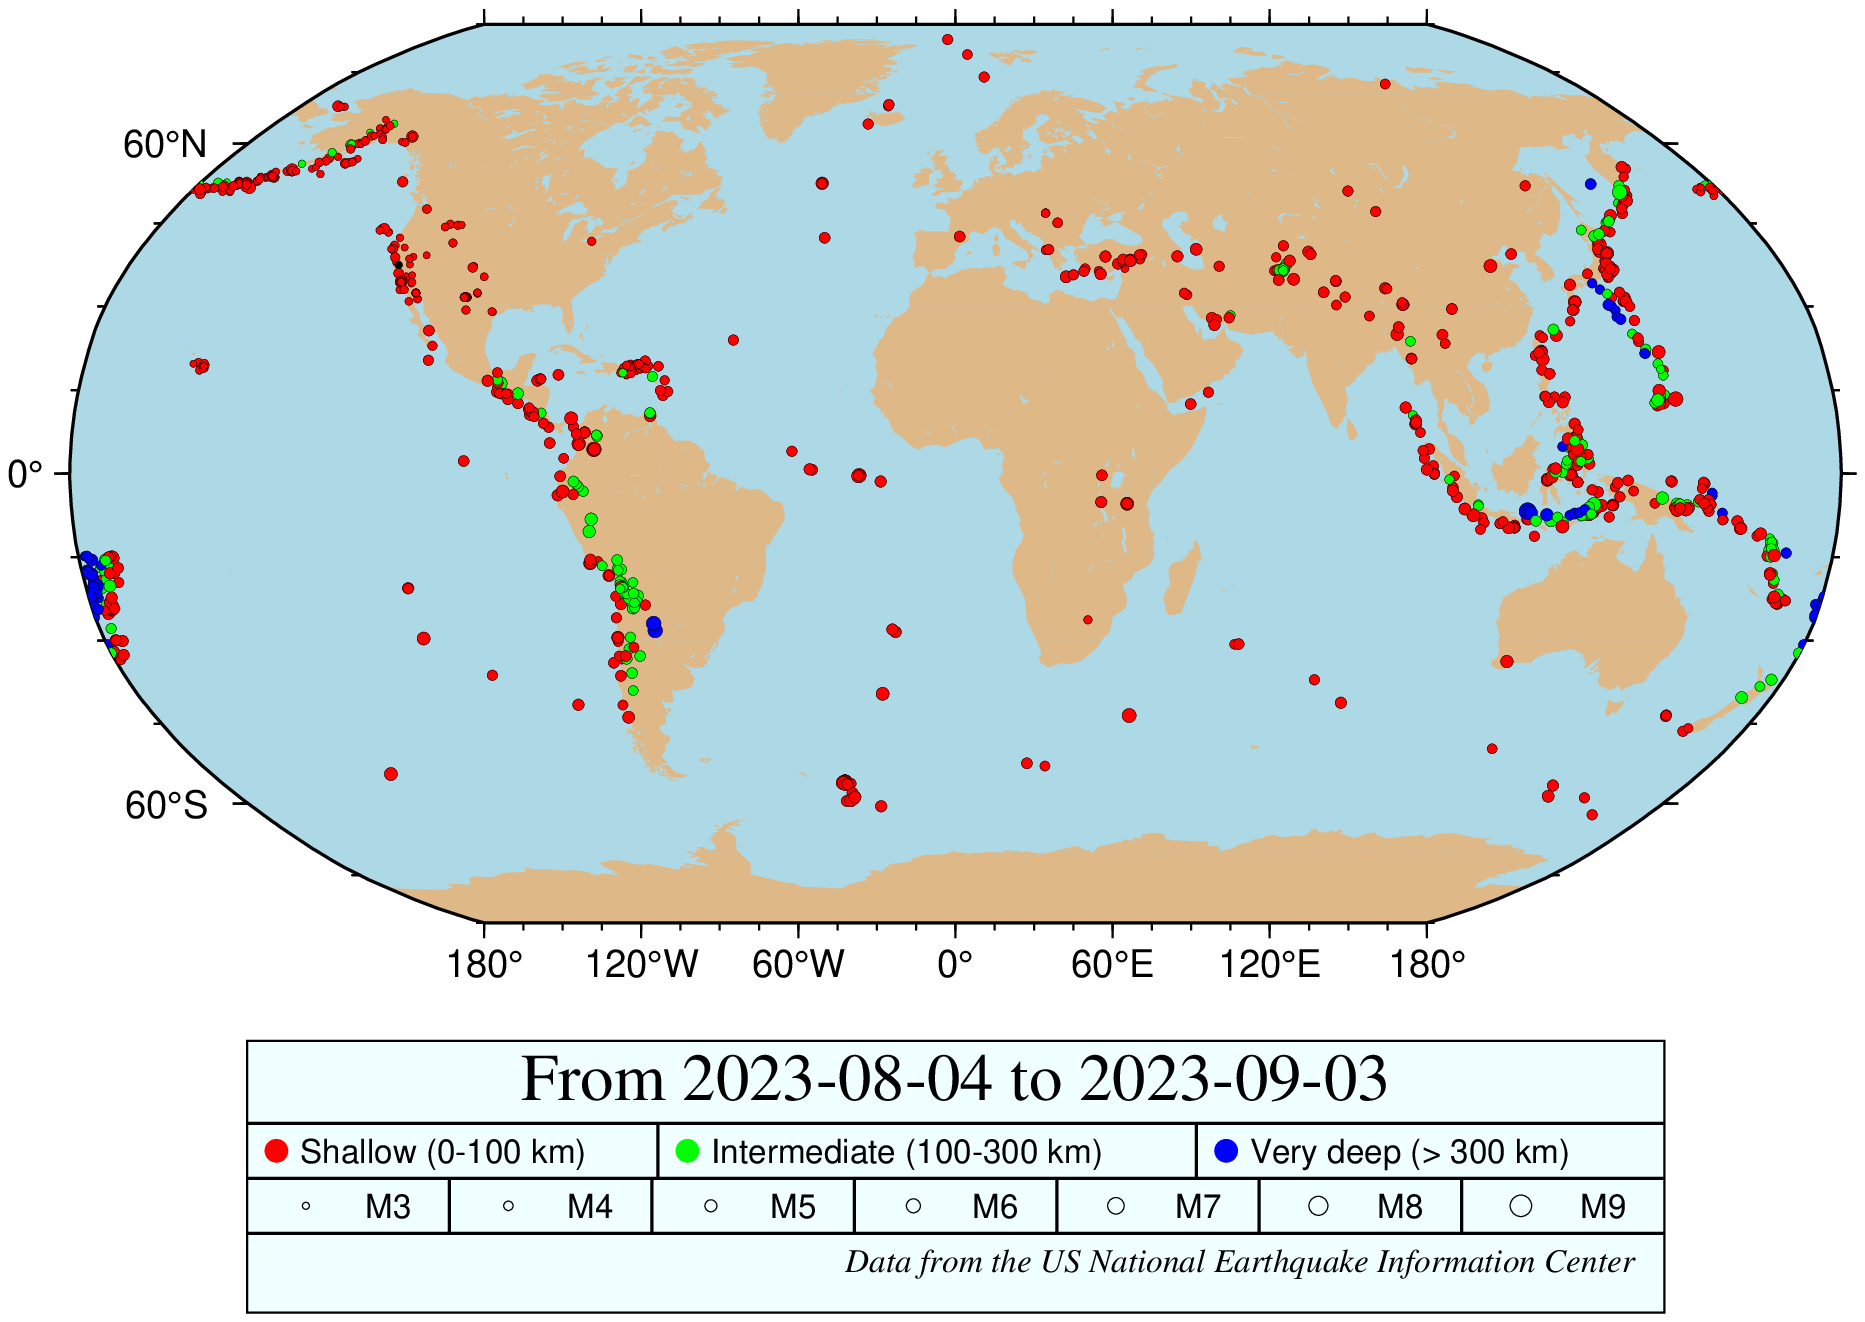 60°N
0°
60°S
180° 120°W 60°W 0° 60°E 120°E 180°
From 2023-08-04 to 2023-09-03
Shallow (0-100 km) Intermediate (100-300 km) Very deep (> 300 km)
M3 M4 M5 M6 M7 M8 M9
Data from the US National Earthquake Information Center